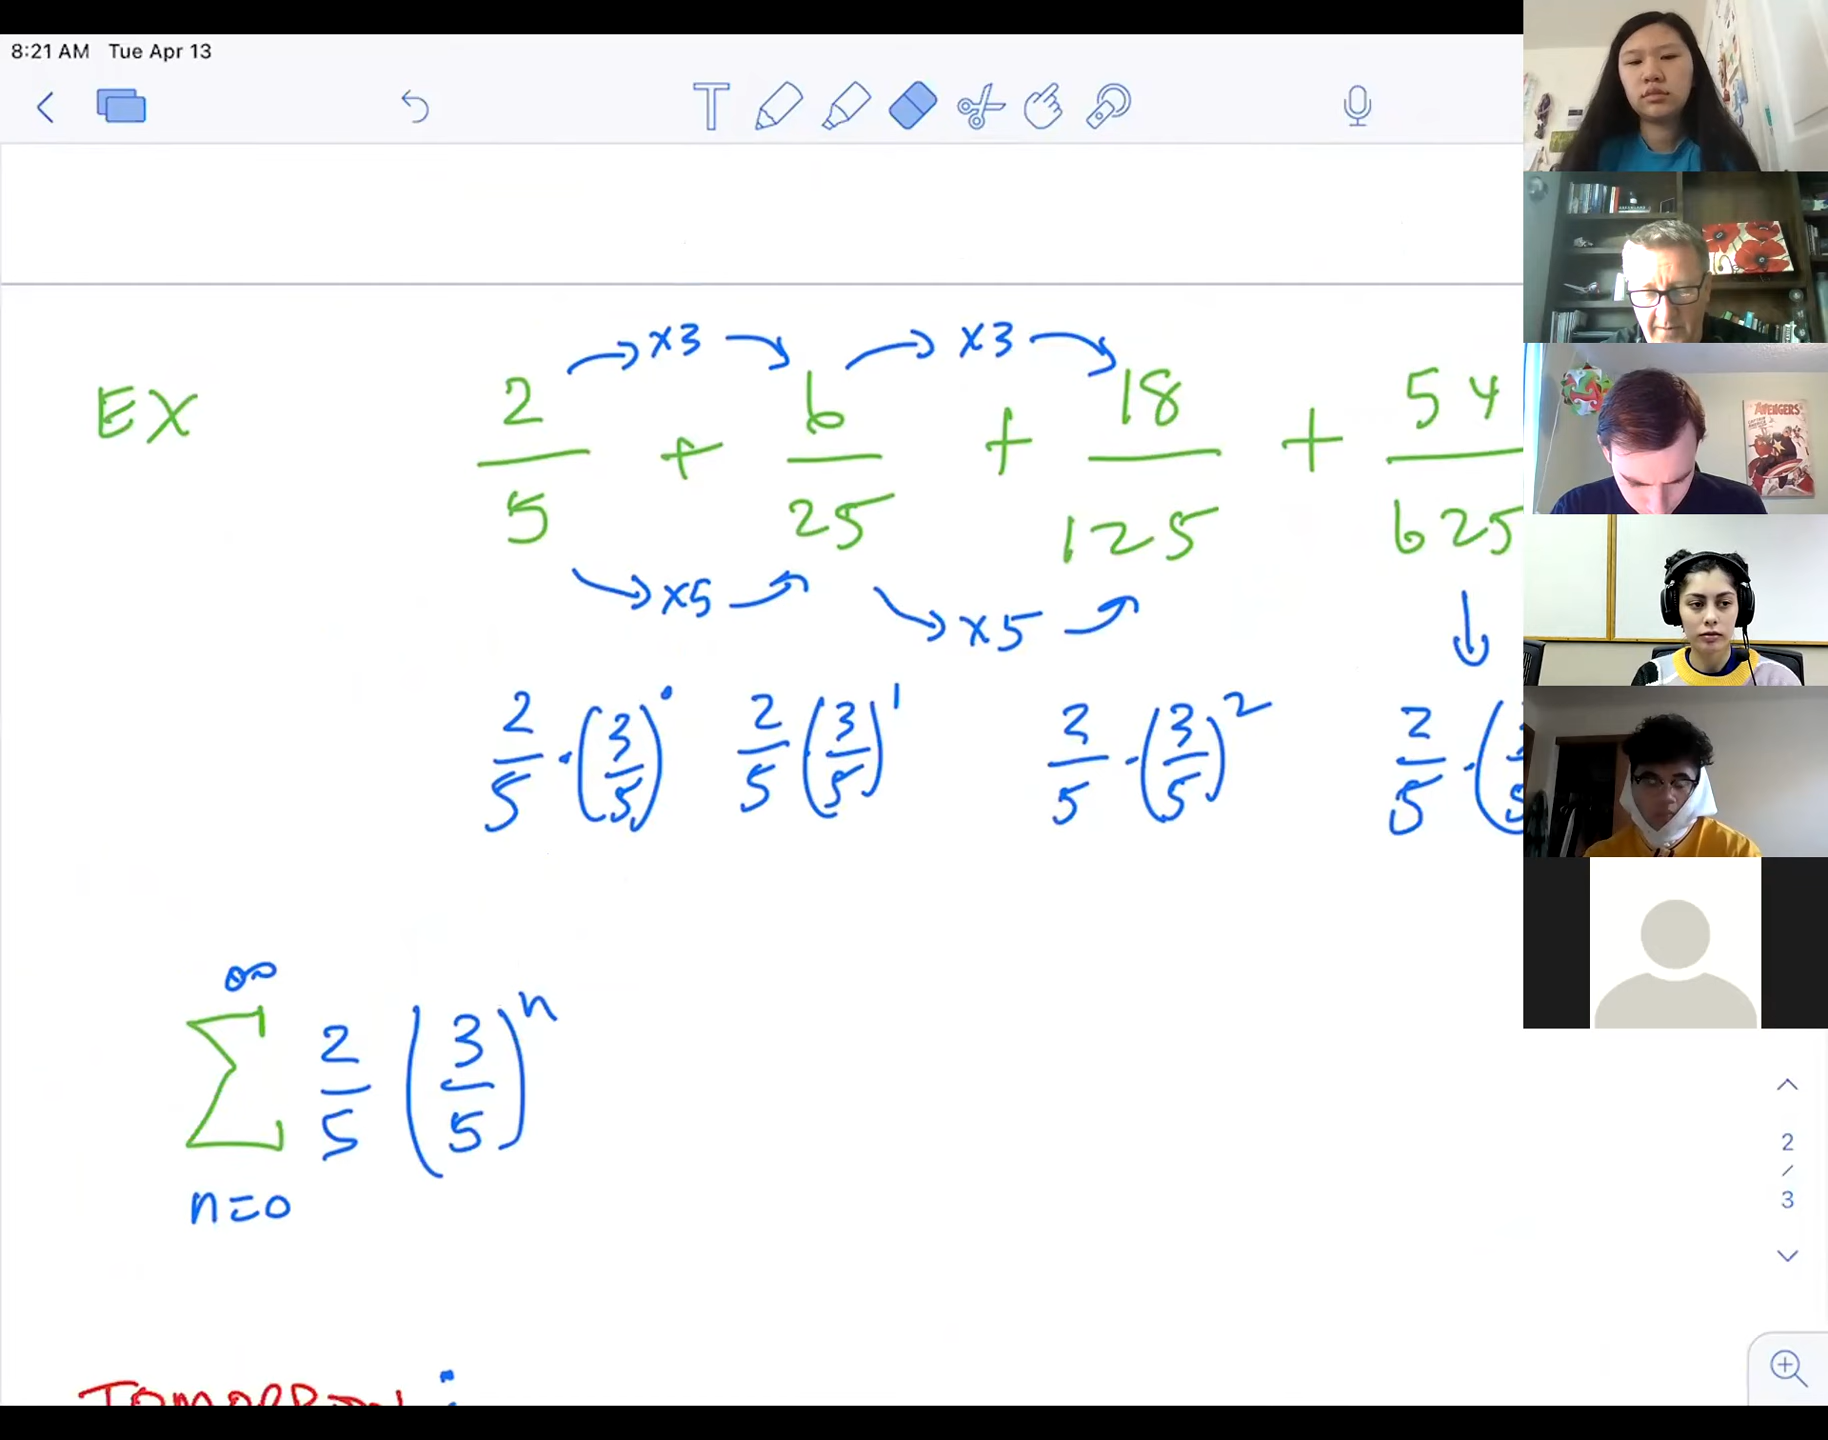 8:21 AM Tue Apr 13
T
→ x3 → → x3 →
EX 2/5 + 6/25 + 18/125 + 54/625
→ x5 → → x5 → ↓
2/5 · (3/5)^0 2/5 (3/5)^1 2/5 · (3/5)^2 2/5 · (
∞
∑ 2/5 (3/5)^n
n=0
TOMORROW :
AVENGERS
2
/
3